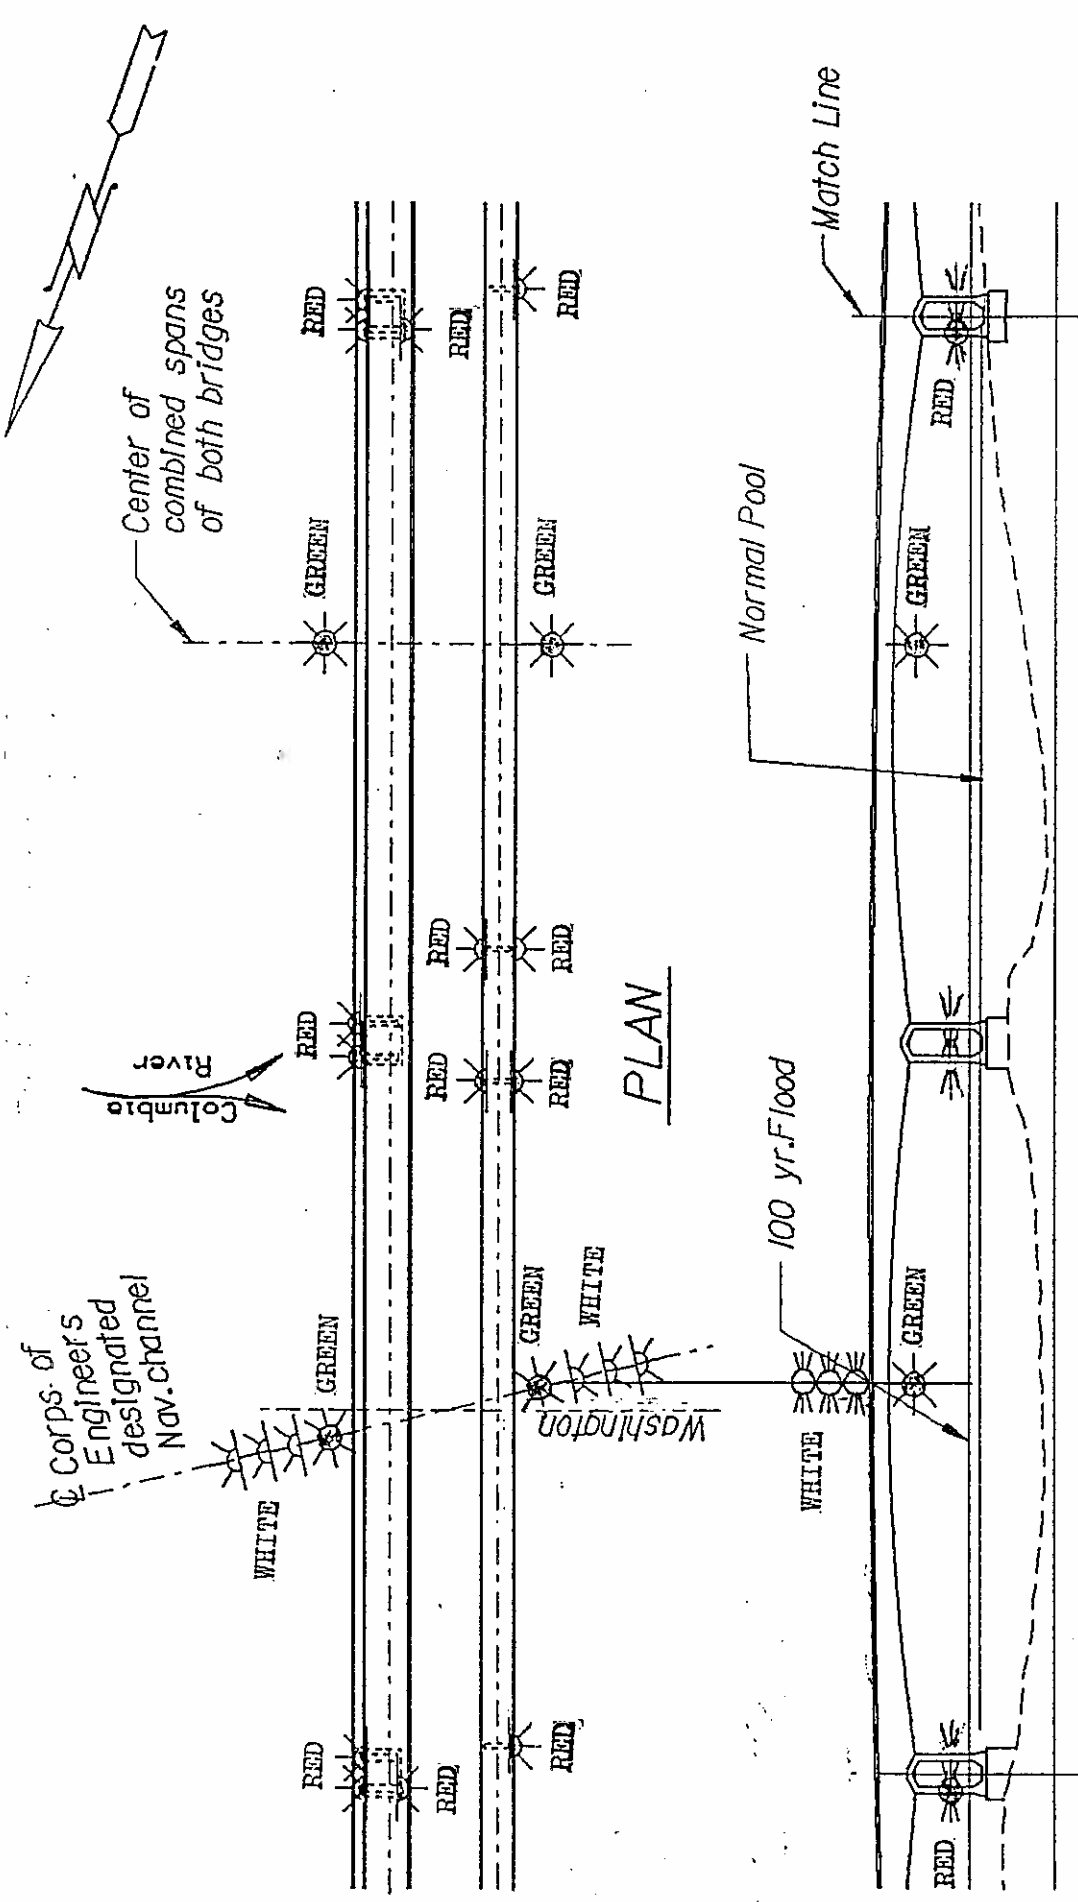 ℄ Corps. of
Engineers
designated
Nav. channel
Columbia
River
Center of
combined spans
of both bridges
WHITE
GREEN
GREEN
RED
RED
RED
RED
RED
RED
RED
RED
RED
RED
RED
GREEN
WHITE
GREEN
Washington
PLAN
WHITE
100 yr. Flood
Normal Pool
Match Line
RED
GREEN
GREEN
RED